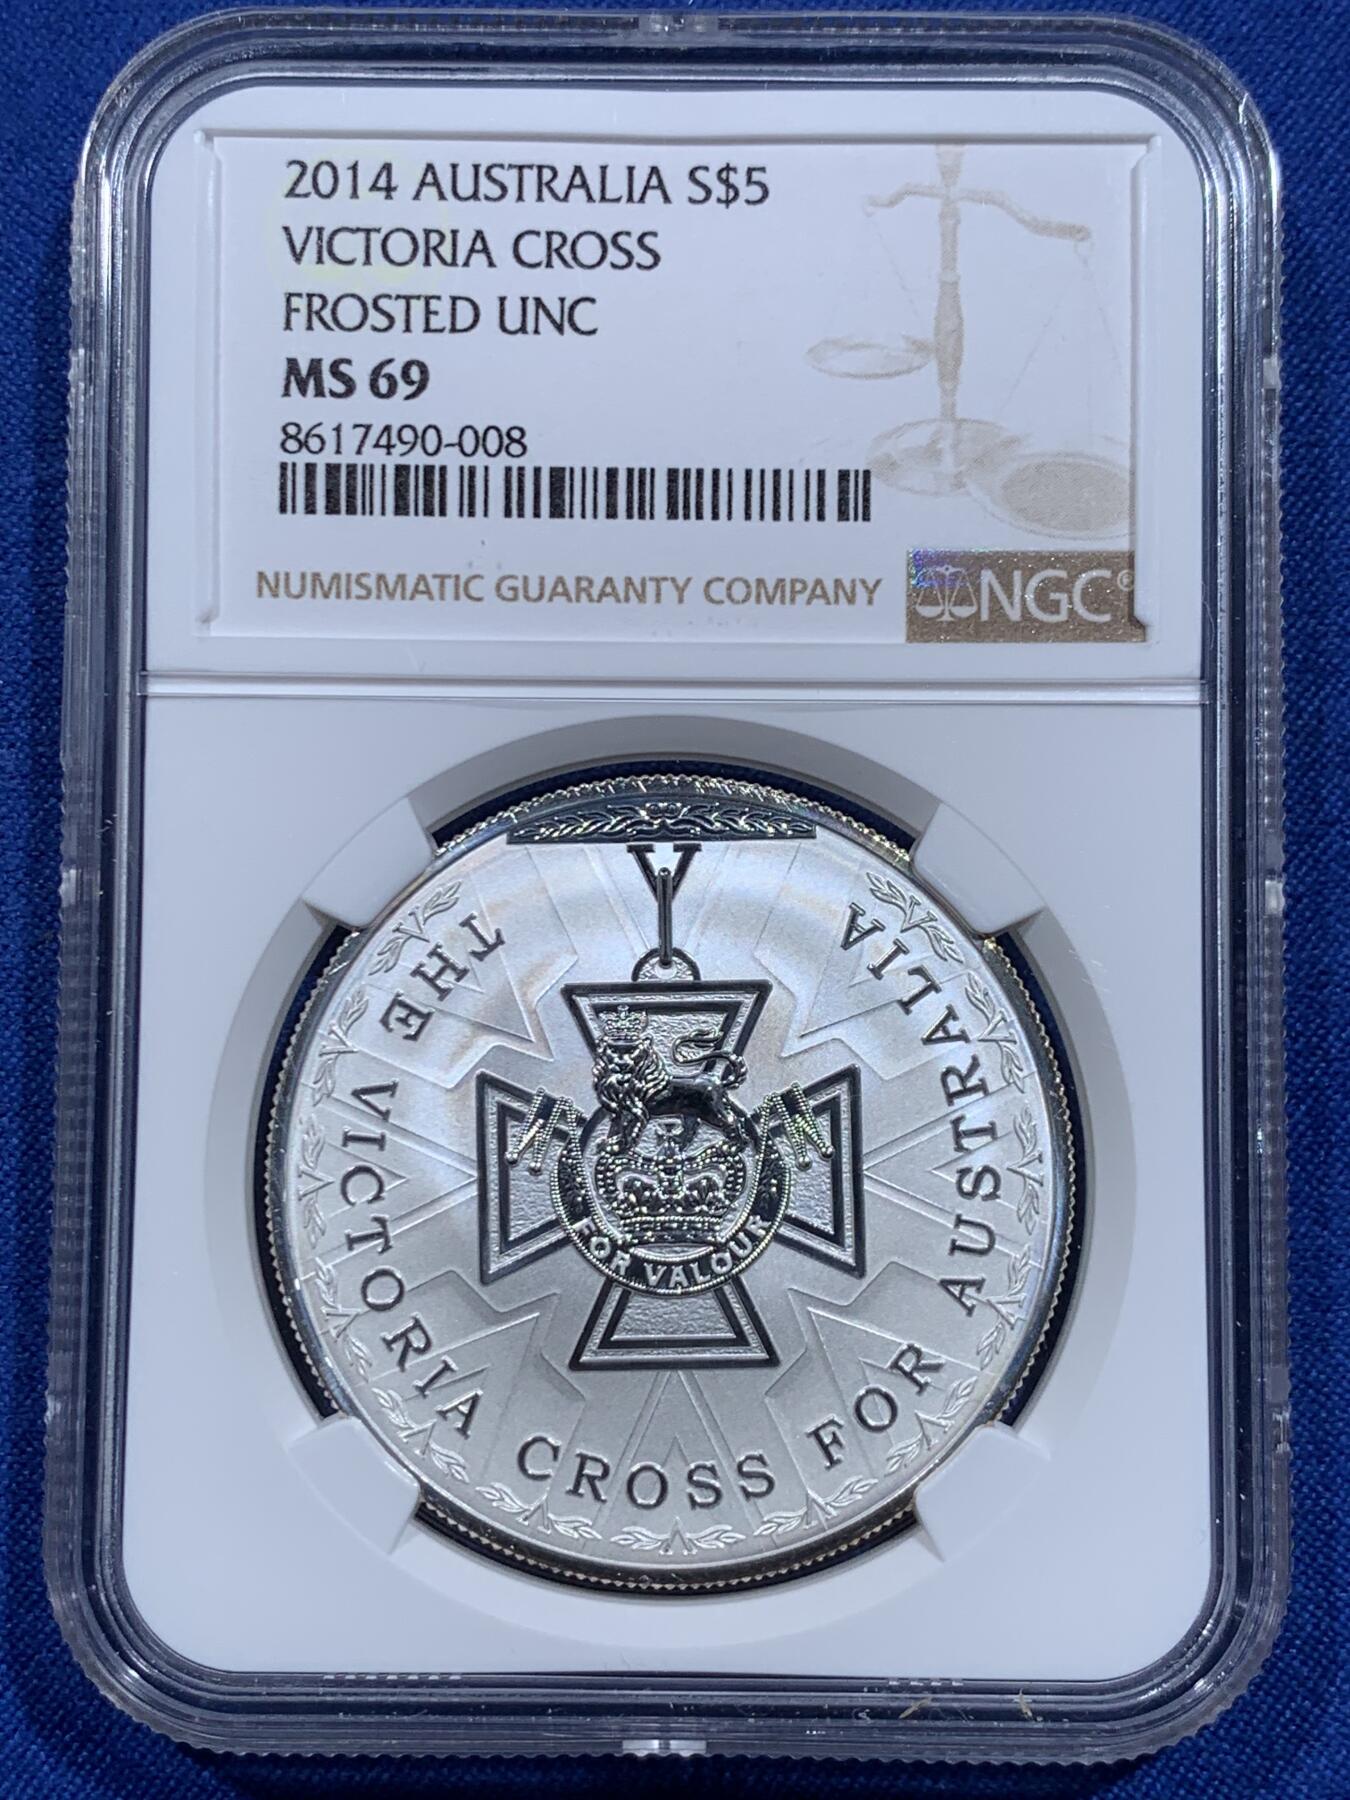 2014 AUSTRALIA S$5
VICTORIA CROSS
FROSTED UNC
MS 69
8617490-008
NUMISMATIC GUARANTY COMPANY
NGC®
V
THE VICTORIA CROSS FOR AUSTRALIA
FOR VALOUR